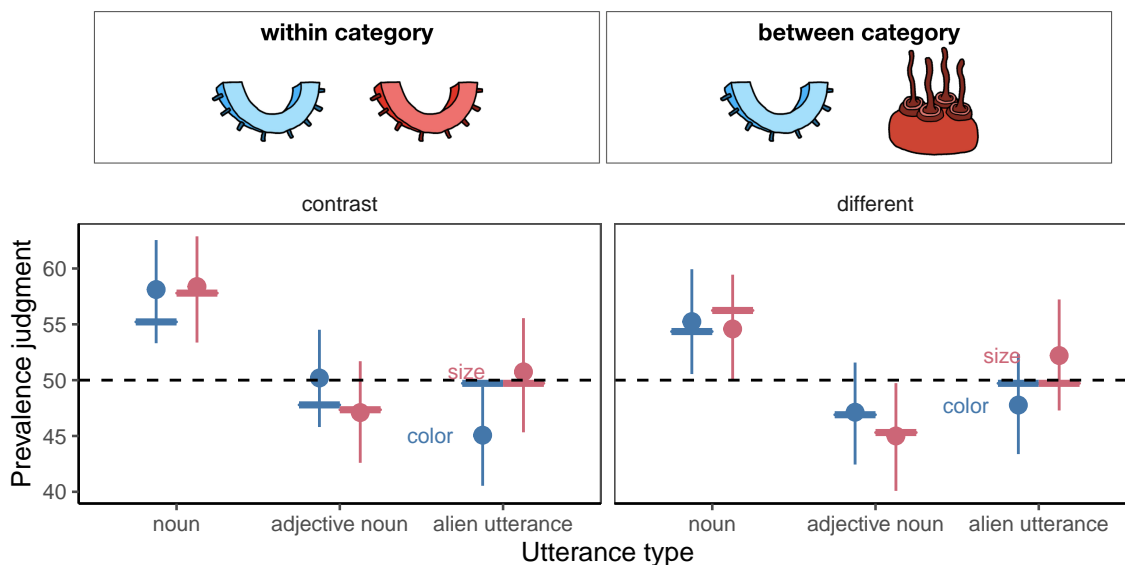 within category
between category
contrast
different
Prevalence judgment
60
55
50
45
40
size
color
size
color
noun
adjective noun
alien utterance
noun
adjective noun
alien utterance
Utterance type